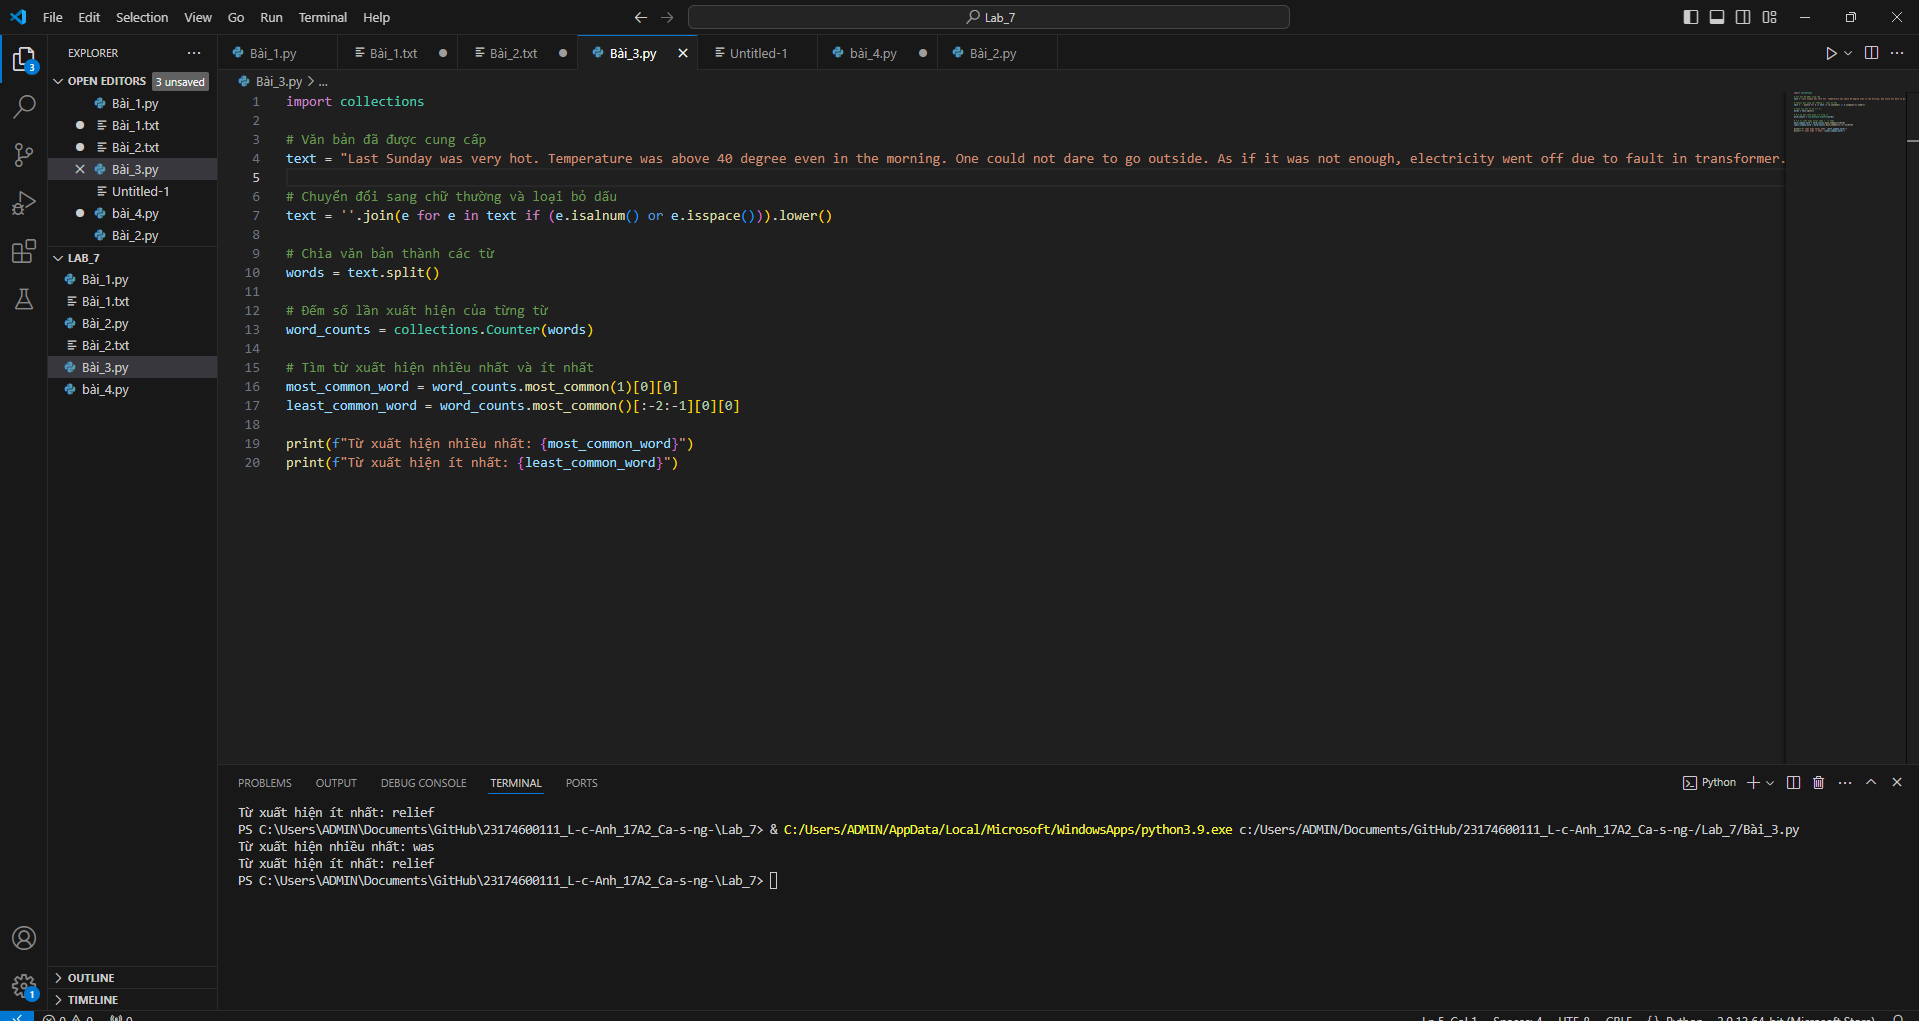 File Edit Selection View Go Run Terminal Help
Lab_7
EXPLORER
OPEN EDITORS 3 unsaved
Bài_1.py
Bài_1.txt
Bài_2.txt
Bài_3.py
Untitled-1
bài_4.py
Bài_2.py
LAB_7
Bài_1.py
Bài_1.txt
Bài_2.py
Bài_2.txt
Bài_3.py
bài_4.py
OUTLINE
TIMELINE
3
1
Bài_1.py Bài_1.txt Bài_2.txt Bài_3.py Untitled-1 bài_4.py Bài_2.py
Bài_3.py > ...
1 import collections
2
3 # Văn bản đã được cung cấp
4 text = "Last Sunday was very hot. Temperature was above 40 degree even in the morning. One could not dare to go outside. As if it was not enough, electricity went off due to fault in transformer.
5
6 # Chuyển đổi sang chữ thường và loại bỏ dấu
7 text = ''.join(e for e in text if (e.isalnum() or e.isspace())).lower()
8
9 # Chia văn bản thành các từ
10 words = text.split()
11
12 # Đếm số lần xuất hiện của từng từ
13 word_counts = collections.Counter(words)
14
15 # Tìm từ xuất hiện nhiều nhất và ít nhất
16 most_common_word = word_counts.most_common(1)[0][0]
17 least_common_word = word_counts.most_common()[:-2:-1][0][0]
18
19 print(f"Từ xuất hiện nhiều nhất: {most_common_word}")
20 print(f"Từ xuất hiện ít nhất: {least_common_word}")
PROBLEMS OUTPUT DEBUG CONSOLE TERMINAL PORTS
Python
Từ xuất hiện ít nhất: relief
PS C:\Users\ADMIN\Documents\GitHub\23174600111_L-c-Anh_17A2_Ca-s-ng-\Lab_7> & C:/Users/ADMIN/AppData/Local/Microsoft/WindowsApps/python3.9.exe c:/Users/ADMIN/Documents/GitHub/23174600111_L-c-Anh_17A2_Ca-s-ng-/Lab_7/Bài_3.py
Từ xuất hiện nhiều nhất: was
Từ xuất hiện ít nhất: relief
PS C:\Users\ADMIN\Documents\GitHub\23174600111_L-c-Anh_17A2_Ca-s-ng-\Lab_7>